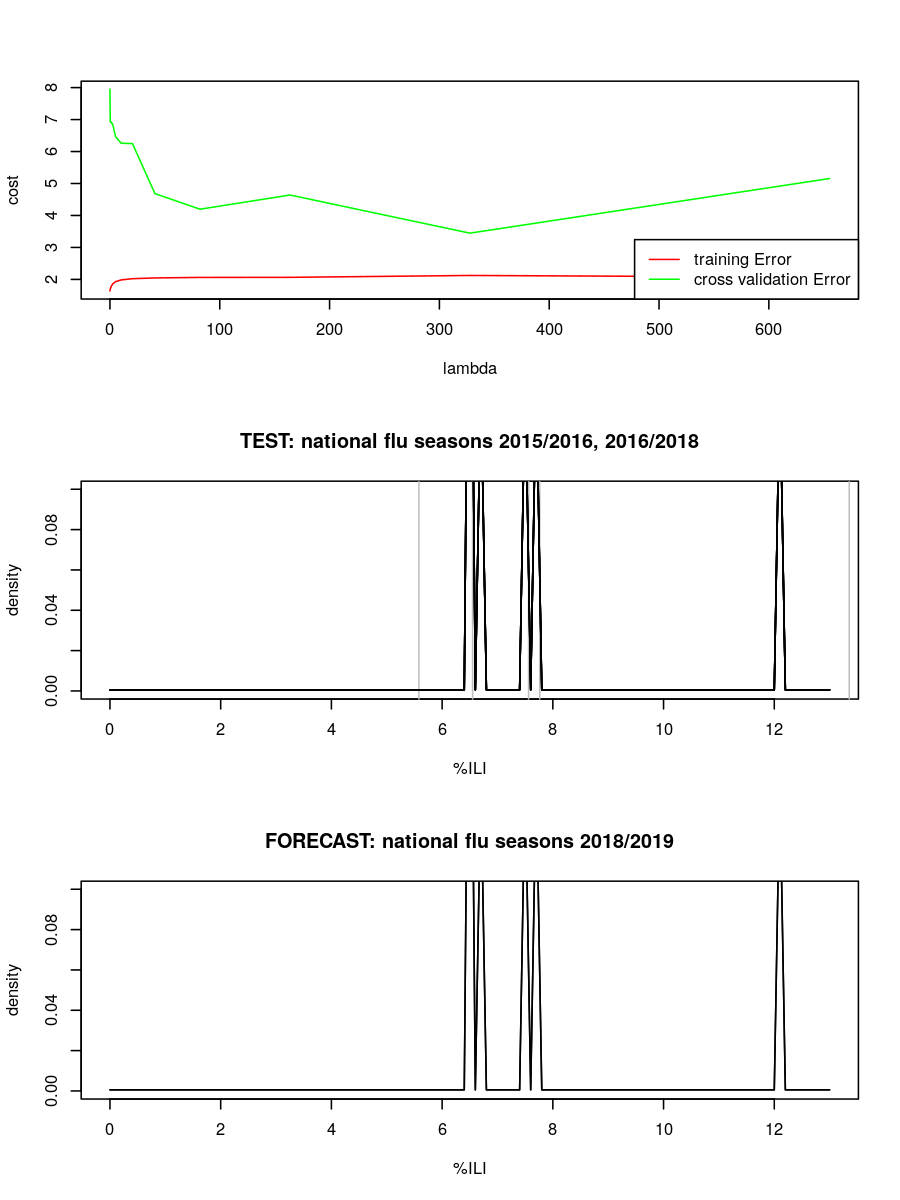 8
7
6
5
4
3
2
cost
training Error
cross validation Error
0 100 200 300 400 500 600
lambda
TEST: national flu seasons 2015/2016, 2016/2018
0.08
0.04
0.00
density
0 2 4 6 8 10 12
%ILI
FORECAST: national flu seasons 2018/2019
0.08
0.04
0.00
density
0 2 4 6 8 10 12
%ILI